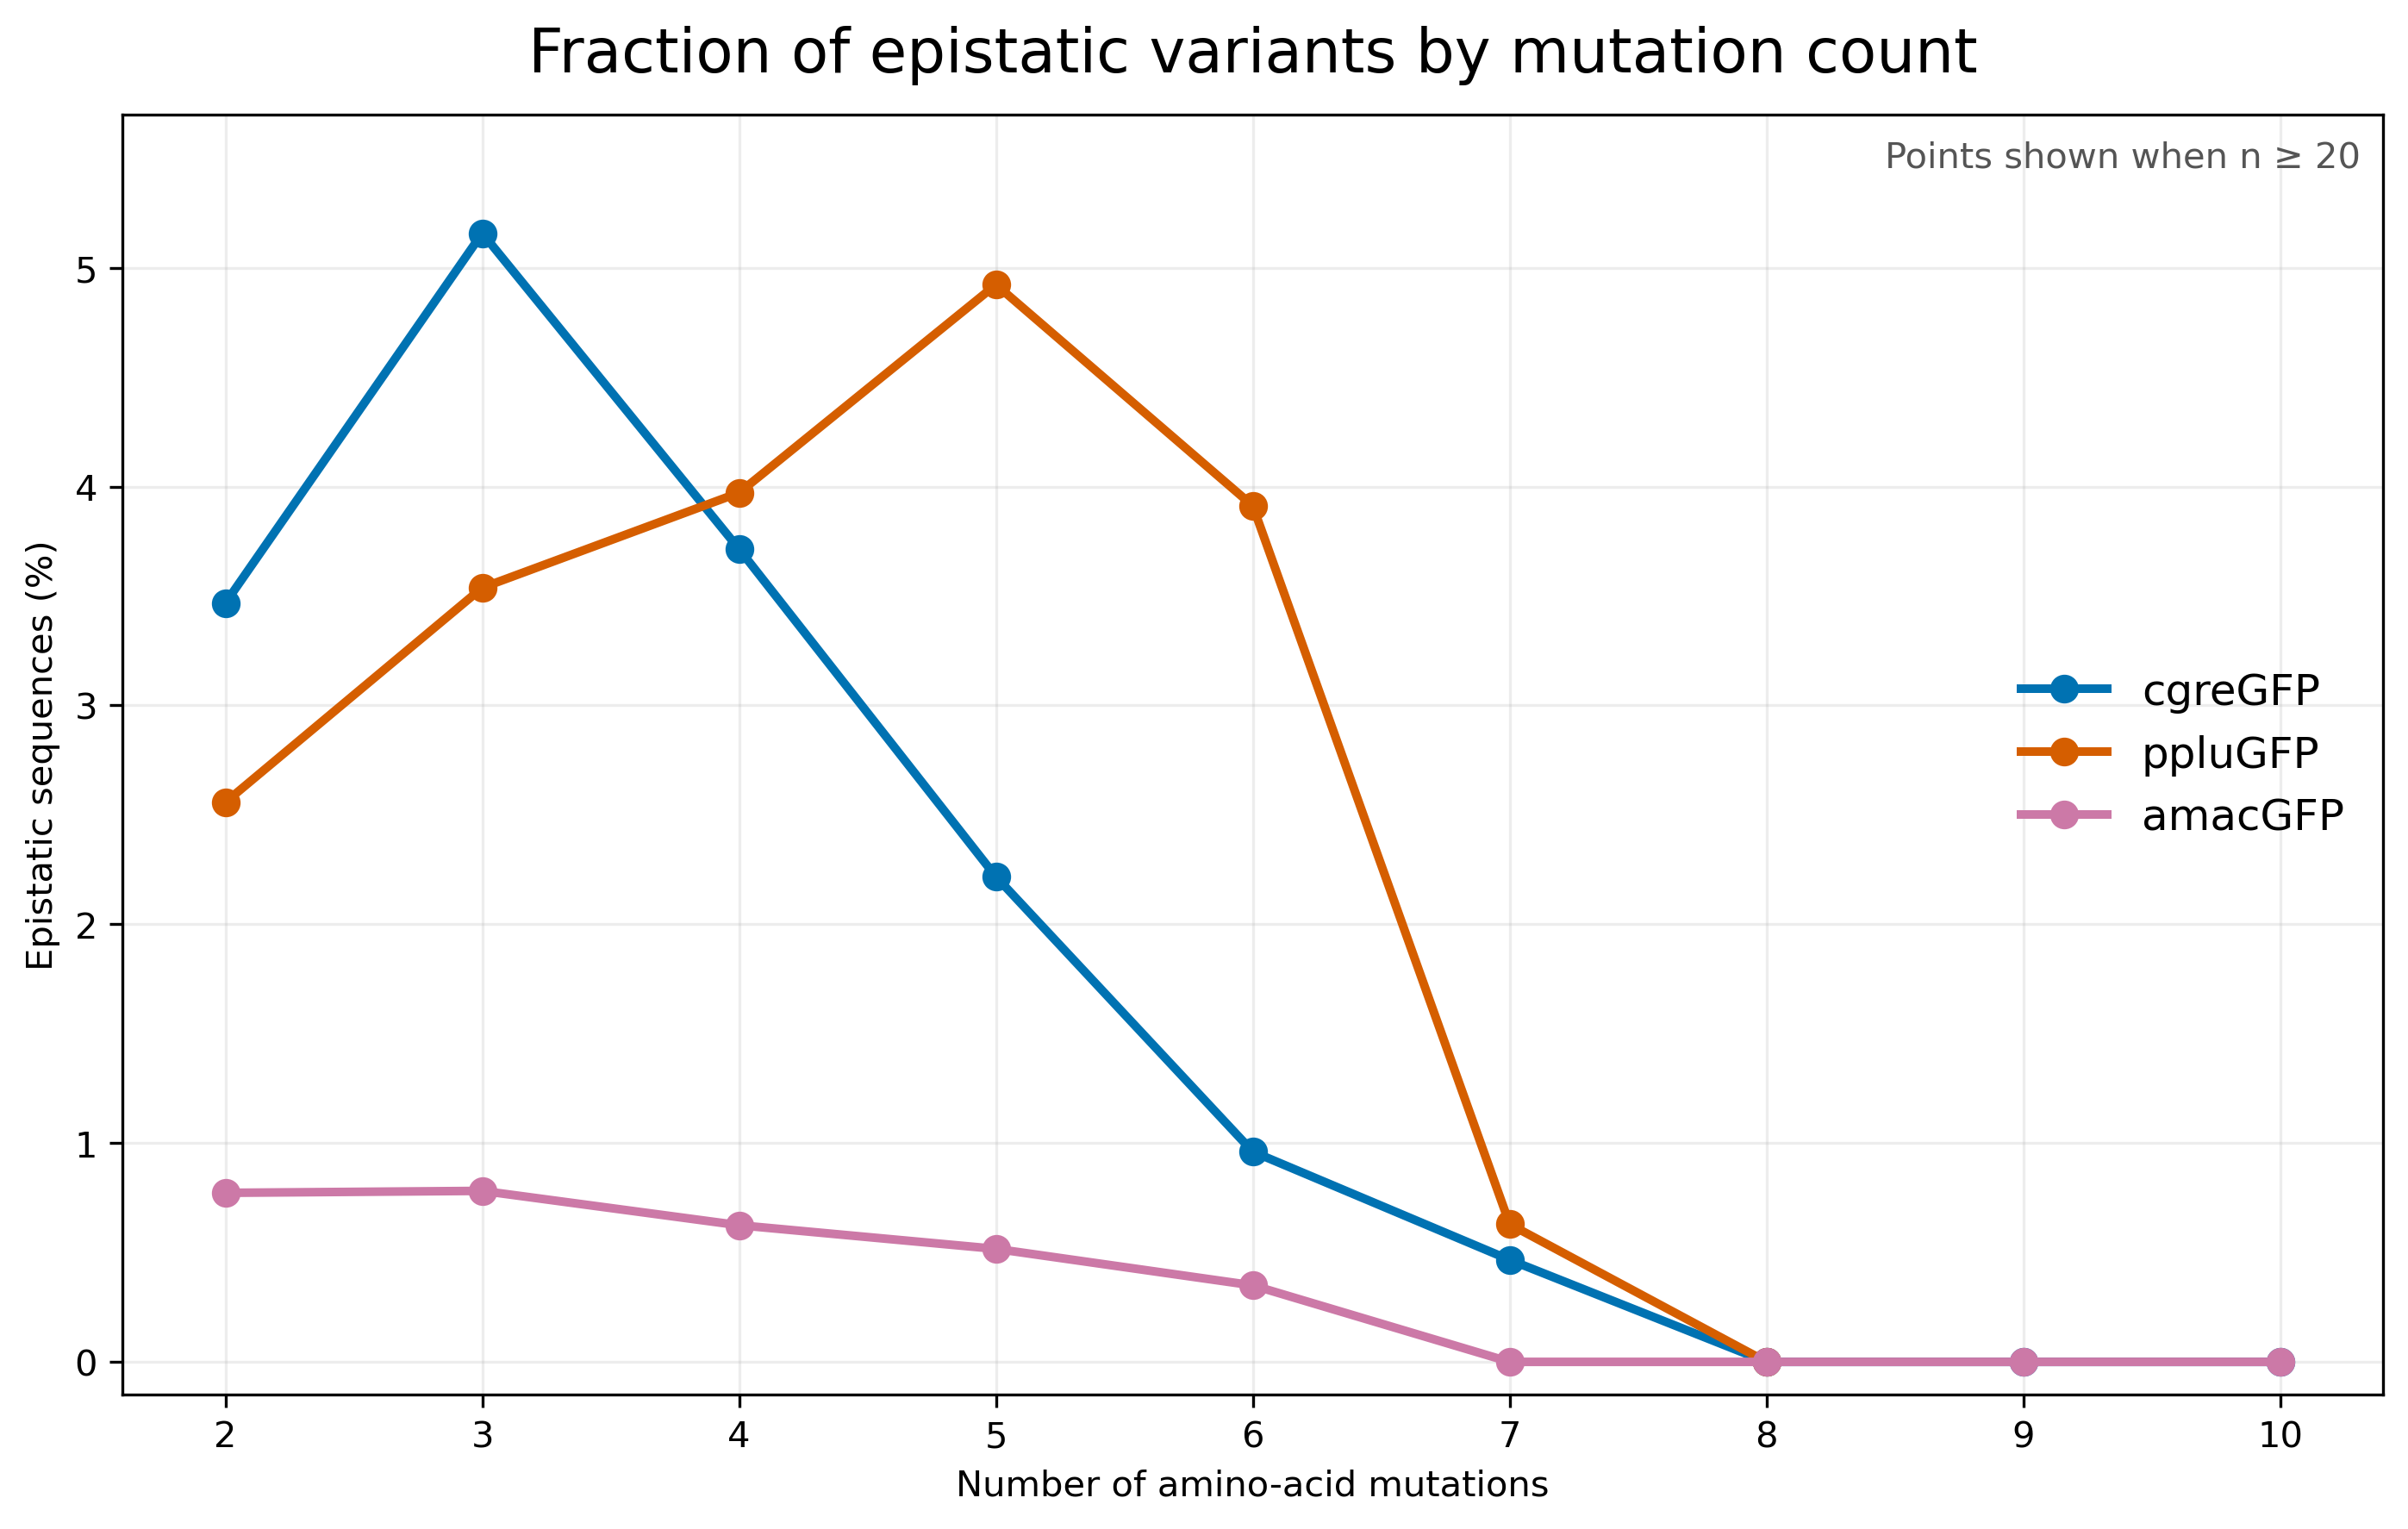 Fraction of epistatic variants by mutation count
Points shown when n ≥ 20
Epistatic sequences (%)
5
4
3
2
1
0
cgreGFP
ppluGFP
amacGFP
2 3 4 5 6 7 8 9 10
Number of amino-acid mutations